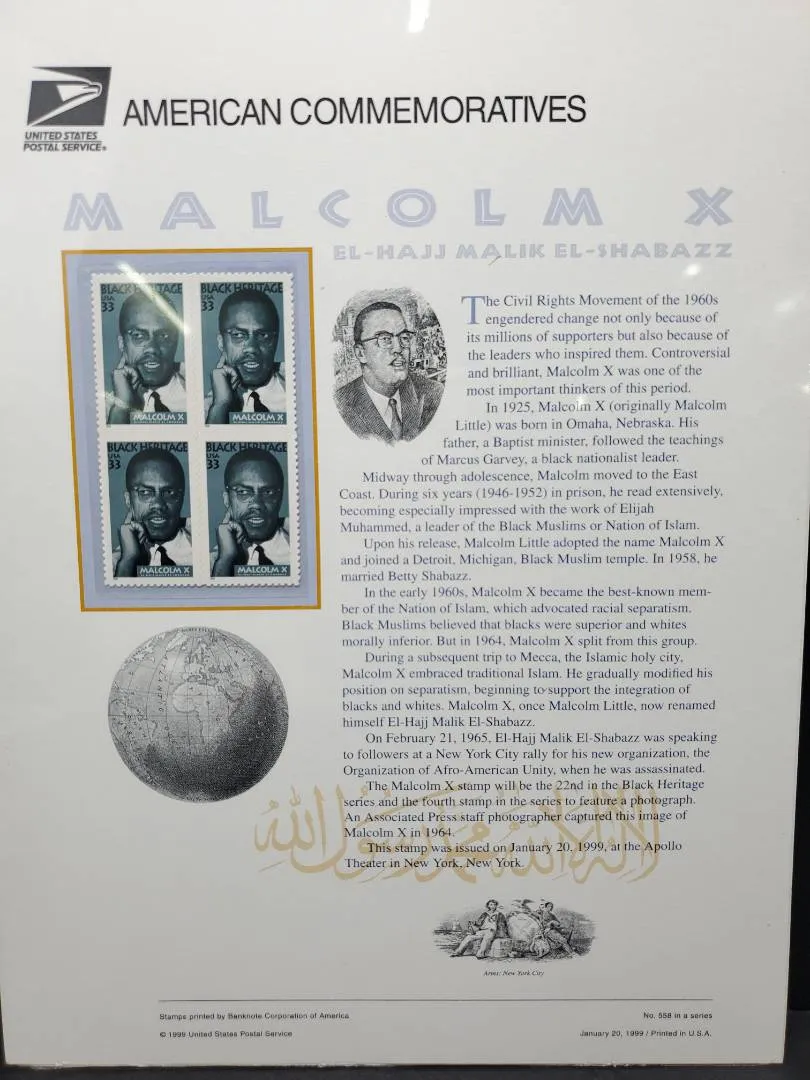 UNITED STATES
POSTAL SERVICE®
AMERICAN COMMEMORATIVES
MALCOLM X
EL-HAJJ MALIK EL-SHABAZZ
BLACK HERITAGE
USA
33
MALCOLM X
BLACK HERITAGE
USA
33
MALCOLM X
BLACK HERITAGE
USA
33
MALCOLM X
BLACK HERITAGE
USA
33
MALCOLM X
The Civil Rights Movement of the 1960s
engendered change not only because of
its millions of supporters but also because of
the leaders who inspired them. Controversial
and brilliant, Malcolm X was one of the
most important thinkers of this period.
In 1925, Malcolm X (originally Malcolm
Little) was born in Omaha, Nebraska. His
father, a Baptist minister, followed the teachings
of Marcus Garvey, a black nationalist leader.
Midway through adolescence, Malcolm moved to the East
Coast. During six years (1946-1952) in prison, he read extensively,
becoming especially impressed with the work of Elijah
Muhammed, a leader of the Black Muslims or Nation of Islam.
Upon his release, Malcolm Little adopted the name Malcolm X
and joined a Detroit, Michigan, Black Muslim temple. In 1958, he
married Betty Shabazz.
In the early 1960s, Malcolm X became the best-known mem-
ber of the Nation of Islam, which advocated racial separatism.
Black Muslims believed that blacks were superior and whites
morally inferior. But in 1964, Malcolm X split from this group.
During a subsequent trip to Mecca, the Islamic holy city,
Malcolm X embraced traditional Islam. He gradually modified his
position on separatism, beginning to support the integration of
blacks and whites. Malcolm X, once Malcolm Little, now renamed
himself El-Hajj Malik El-Shabazz.
On February 21, 1965, El-Hajj Malik El-Shabazz was speaking
to followers at a New York City rally for his new organization, the
Organization of Afro-American Unity, when he was assassinated.
The Malcolm X stamp will be the 22nd in the Black Heritage
series and the fourth stamp in the series to feature a photograph.
An Associated Press staff photographer captured this image of
Malcolm X in 1964.
This stamp was issued on January 20, 1999, at the Apollo
Theater in New York, New York.
لا إله إلا الله محمد رسول الله
Arms: New York City
Stamps printed by Banknote Corporation of America
© 1999 United States Postal Service
No. 558 in a series
January 20, 1999 / Printed in U.S.A.